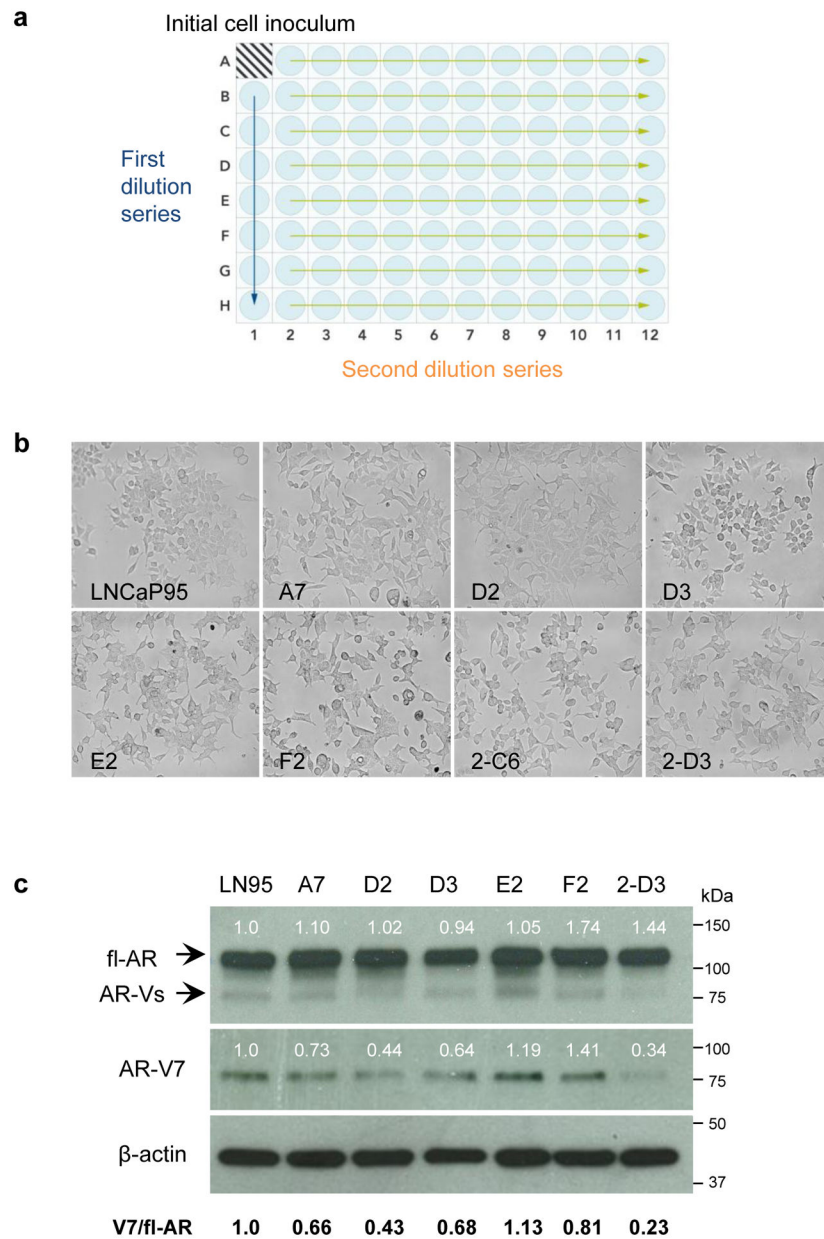 a
Initial cell inoculum
A
B
C
D
E
F
G
H
First
dilution
series
1 2 3 4 5 6 7 8 9 10 11 12
Second dilution series
b
LNCaP95 A7 D2 D3
E2 F2 2-C6 2-D3
c
LN95 A7 D2 D3 E2 F2 2-D3
kDa
1.0 1.10 1.02 0.94 1.05 1.74 1.44
150
fl-AR
100
AR-Vs
75
1.0 0.73 0.44 0.64 1.19 1.41 0.34
100
AR-V7
75
50
β-actin
37
V7/fl-AR 1.0 0.66 0.43 0.68 1.13 0.81 0.23